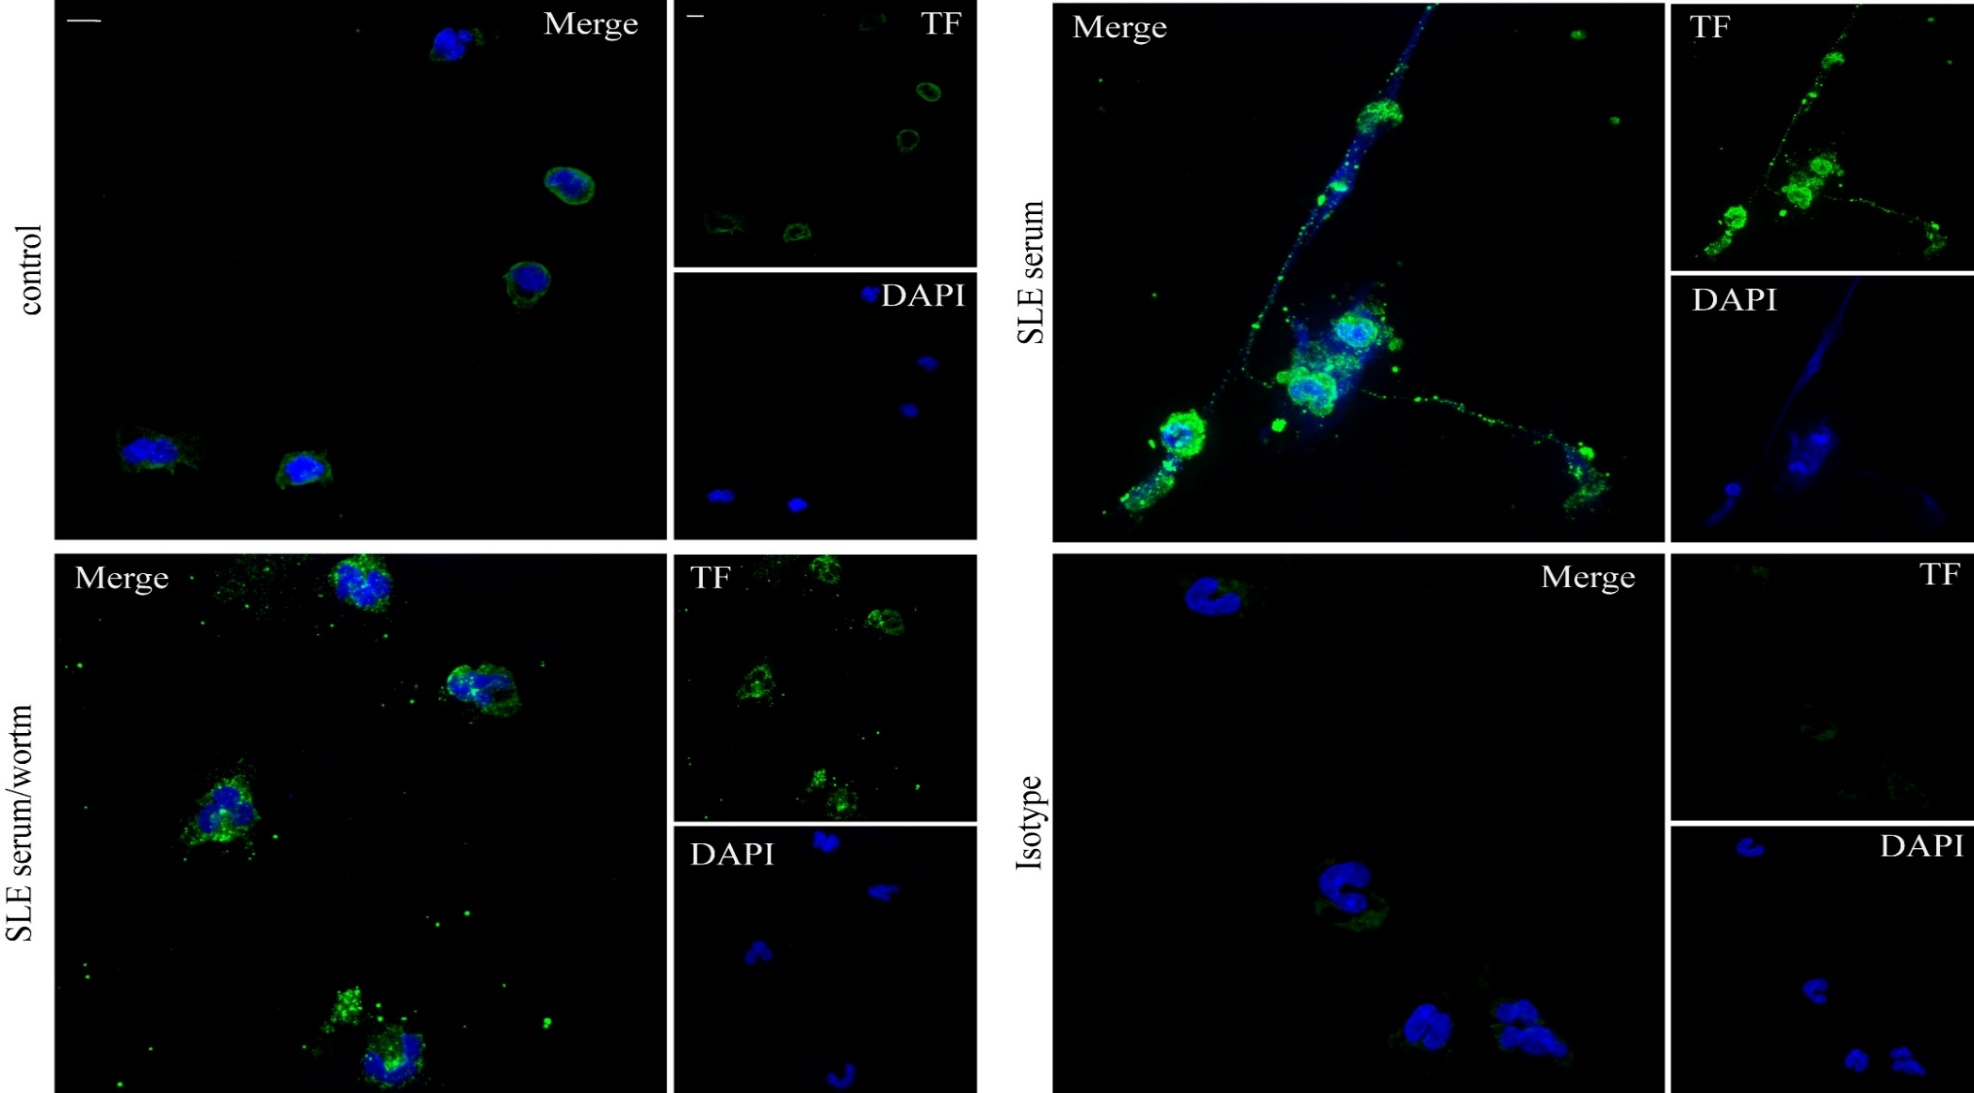 control
Merge
TF
DAPI
SLE serum
Merge
TF
DAPI
SLE serum/wortm
Merge
TF
DAPI
Isotype
Merge
TF
DAPI